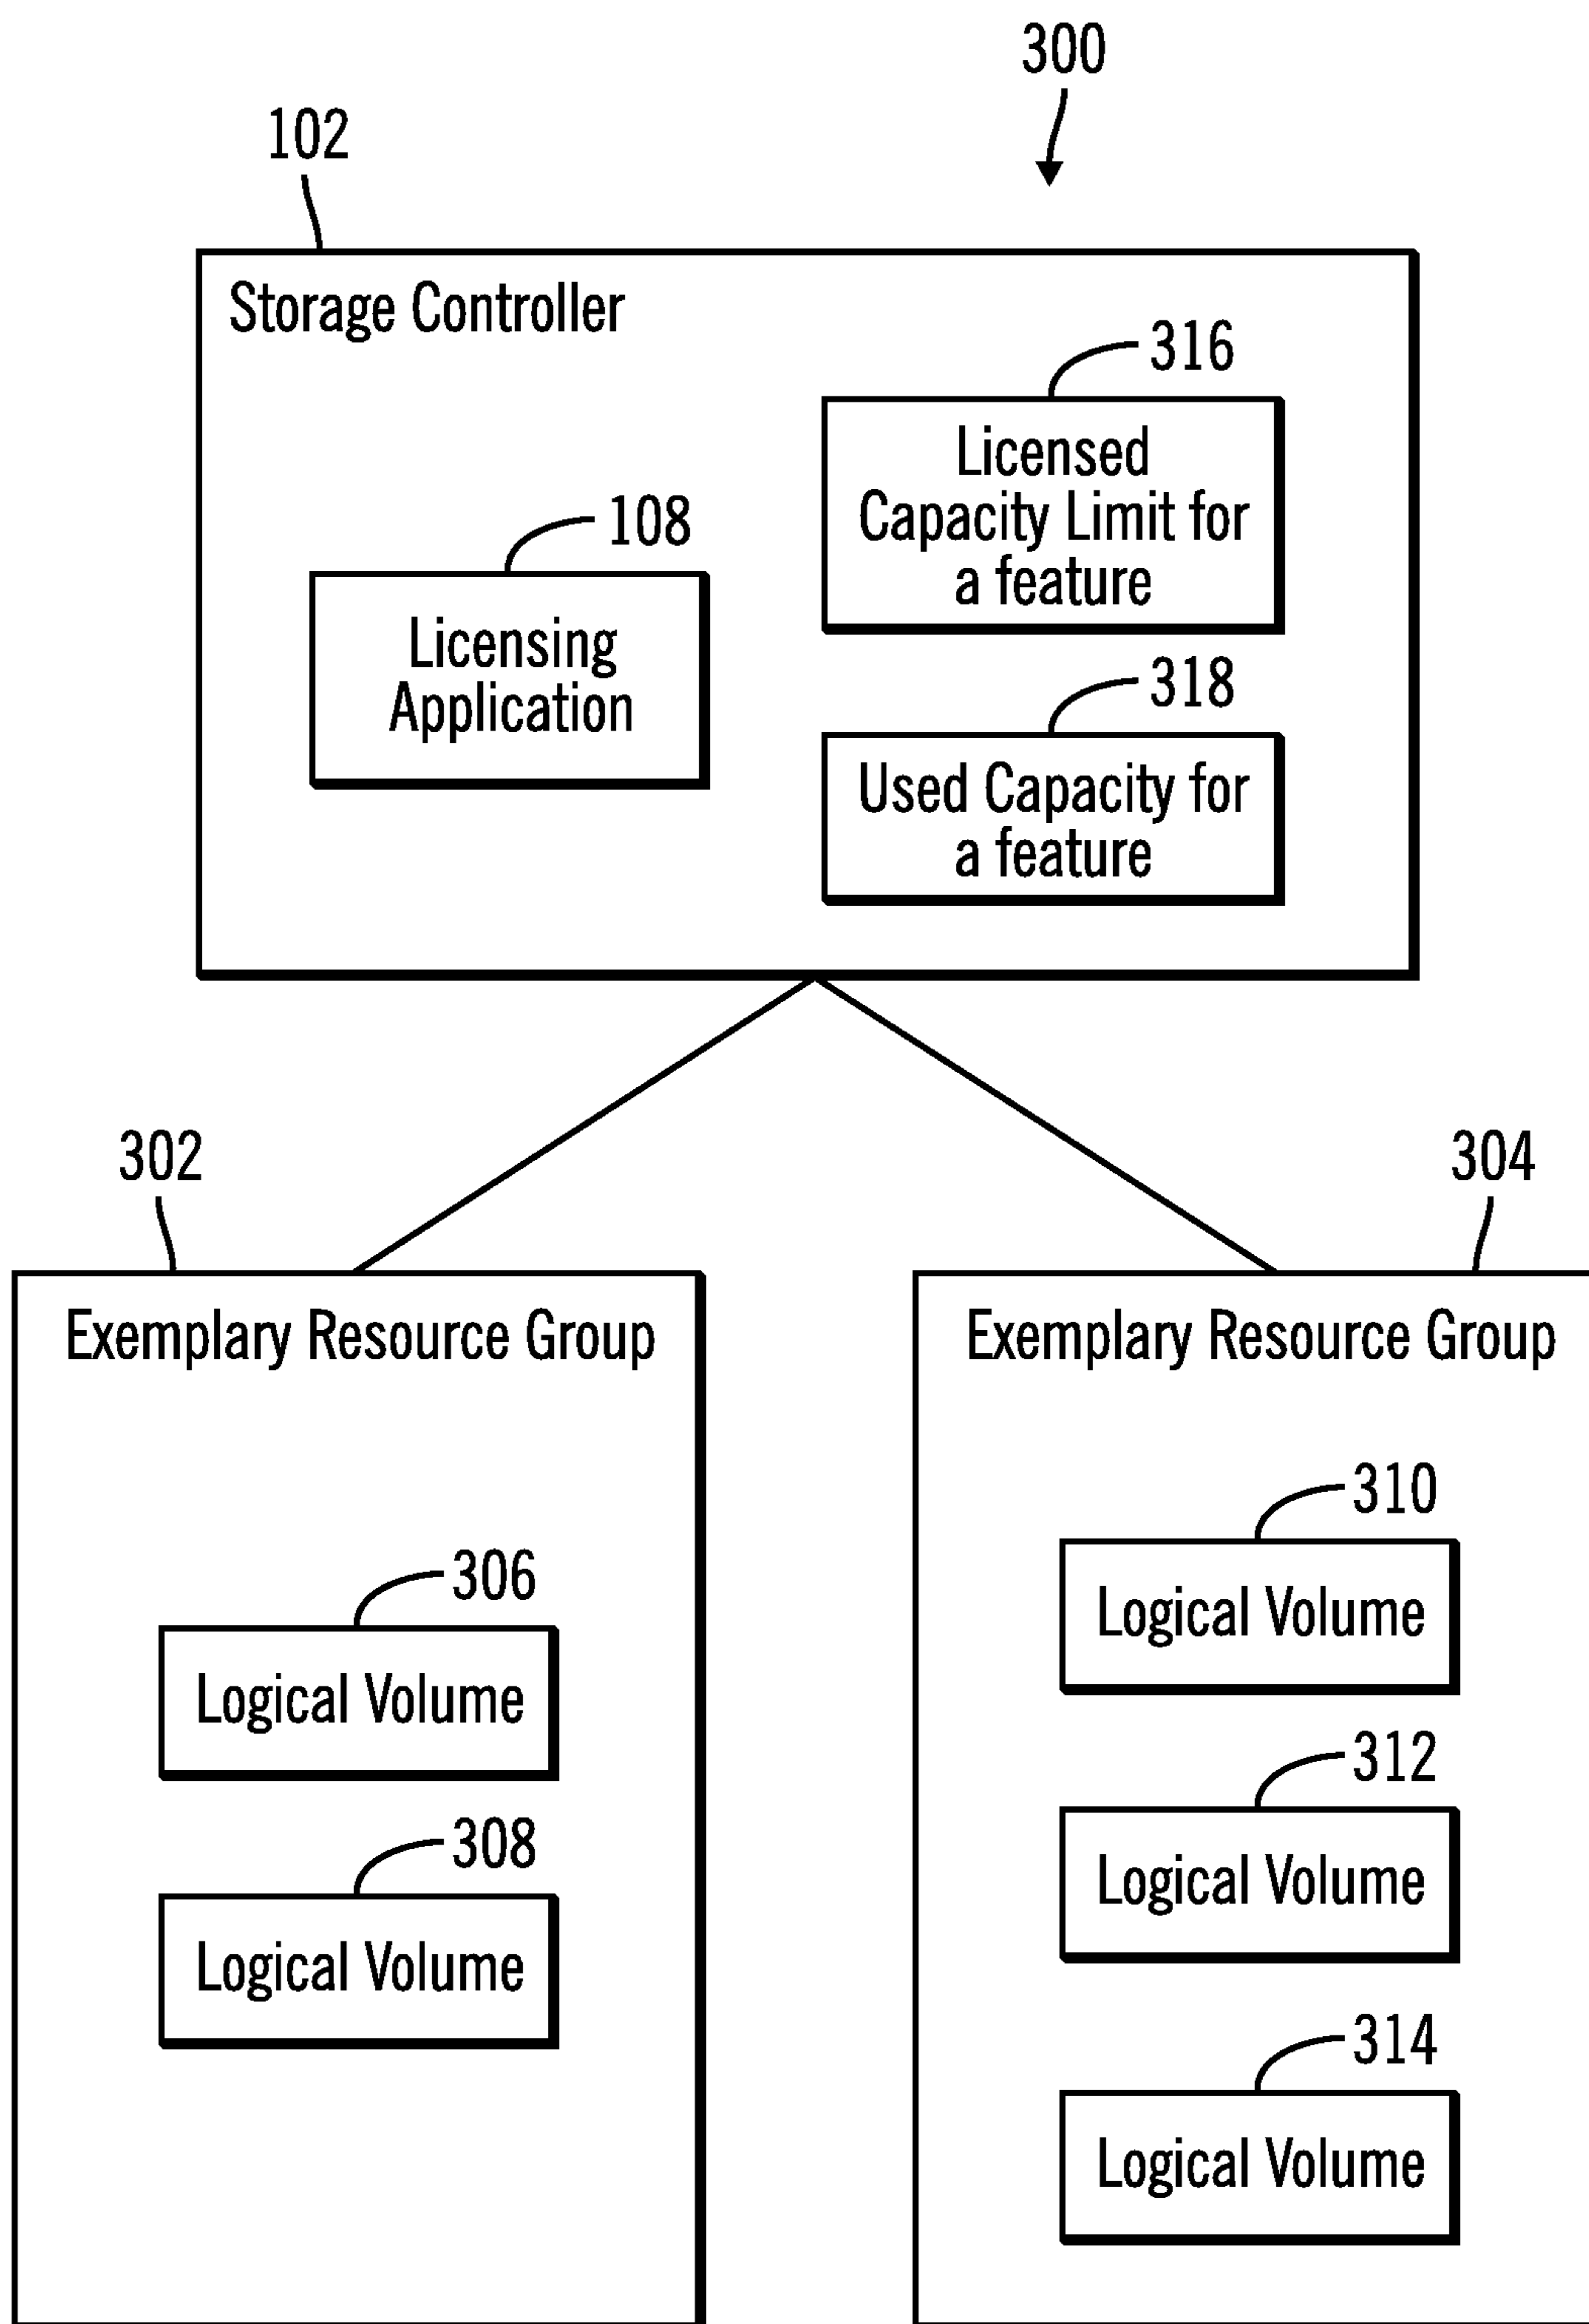 300
102
Storage Controller
316
Licensed
Capacity Limit for
a feature
108
Licensing
Application
318
Used Capacity for
a feature
302
304
Exemplary Resource Group
Exemplary Resource Group
306
Logical Volume
308
Logical Volume
310
Logical Volume
312
Logical Volume
314
Logical Volume